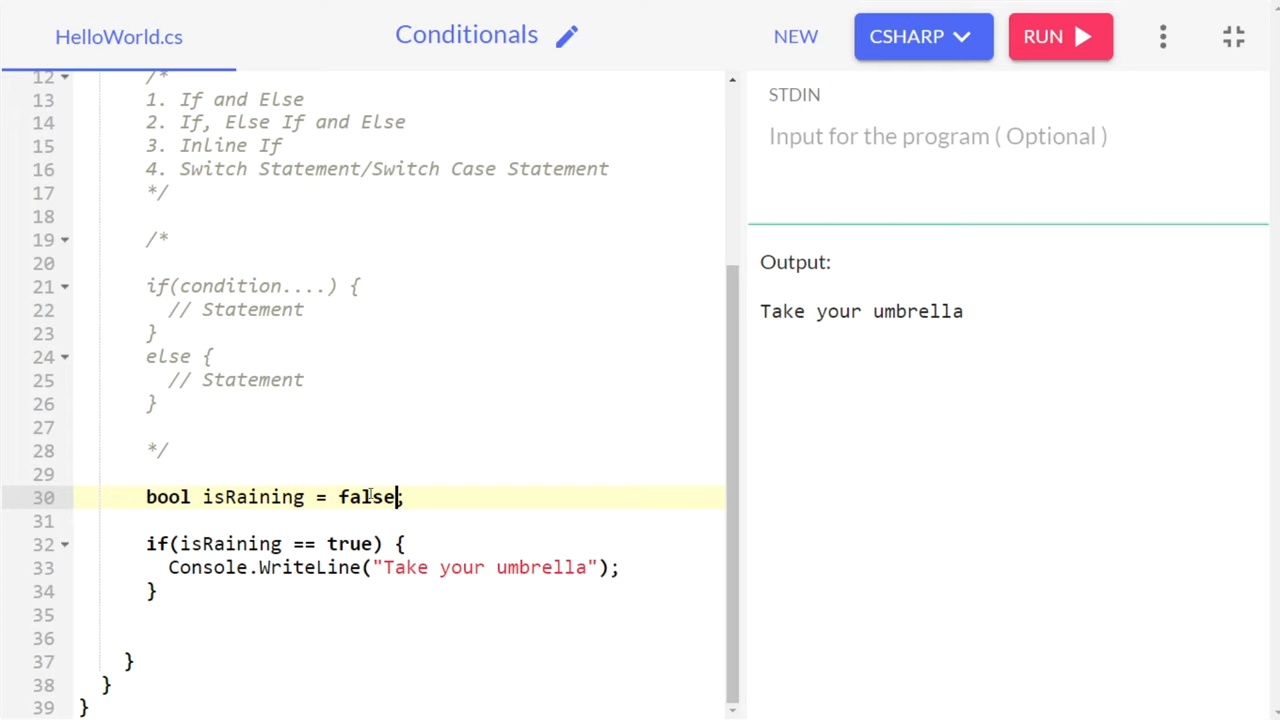 HelloWorld.cs
Conditionals
NEW
CSHARP
RUN
12 /*
13 1. If and Else
14 2. If, Else If and Else
15 3. Inline If
16 4. Switch Statement/Switch Case Statement
17 */
18
19 /*
20
21 if(condition....) {
22 // Statement
23 }
24 else {
25 // Statement
26 }
27
28 */
29
30 bool isRaining = false;
31
32 if(isRaining == true) {
33 Console.WriteLine("Take your umbrella");
34 }
35
36
37 }
38 }
39 }
STDIN
Input for the program ( Optional )
Output:
Take your umbrella